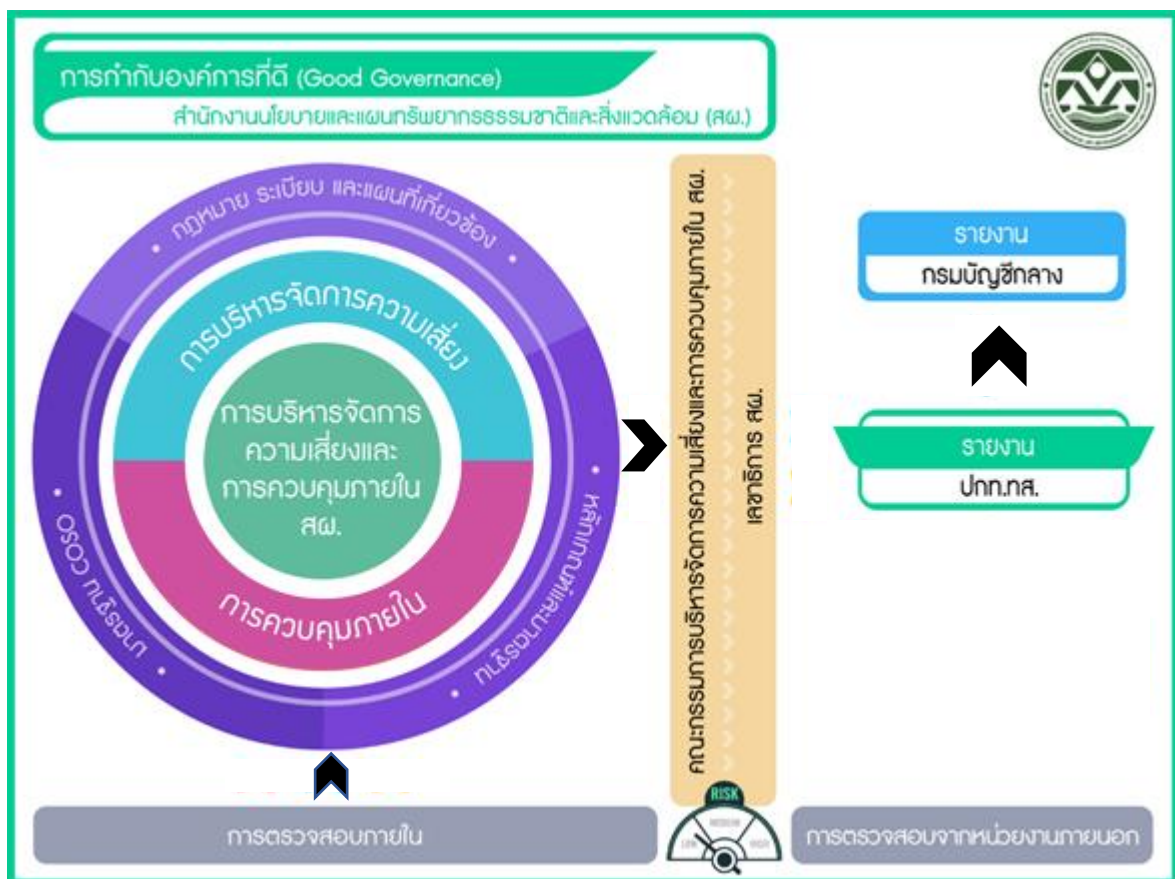 การกำกับองค์การที่ดี (Good Governance)
สำนักงานนโยบายและแผนทรัพยากรธรรมชาติและสิ่งแวดล้อม (สผ.)
• กฎหมาย ระเบียบ และแผนที่เกี่ยวข้อง •
การบริหารจัดการความเสี่ยง
การบริหารจัดการ
ความเสี่ยงและ
การควบคุมภายใน
สผ.
การควบคุมภายใน
• มาตรฐาน COSO •
• หลักเกณฑ์และมาตรฐาน •
คณะกรรมการบริหารจัดการความเสี่ยงและการควบคุมภายใน สผ.
เลขาธิการ สผ.
รายงาน
กรมบัญชีกลาง
รายงาน
ปกท.ทส.
การตรวจสอบภายใน
RISK
LOW
MEDIUM
HIGH
การตรวจสอบจากหน่วยงานภายนอก